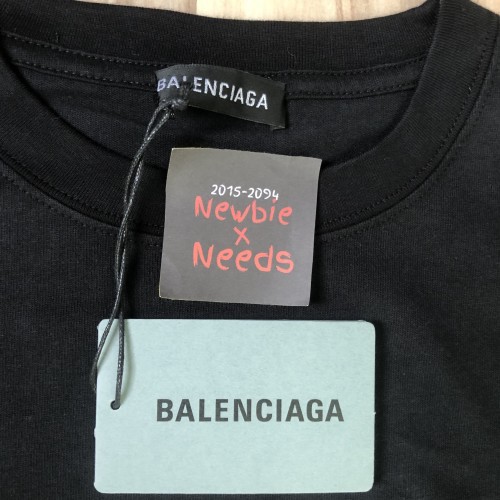 BALENCIAGA
2015-2094
Newbie
x
Needs
BALENCIAGA